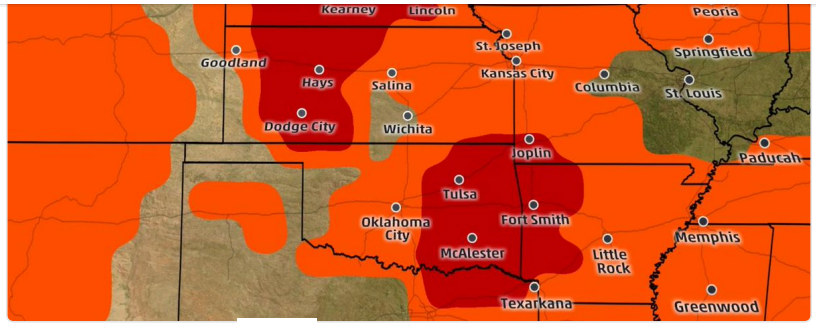 Kearney
Lincoln
Peoria
St. Joseph
Springfield
Goodland
Kansas City
Hays
Salina
Columbia
St. Louis
Dodge City
Wichita
Joplin
Paducah
Tulsa
Oklahoma
City
Fort Smith
Memphis
McAlester
Little
Rock
Texarkana
Greenwood